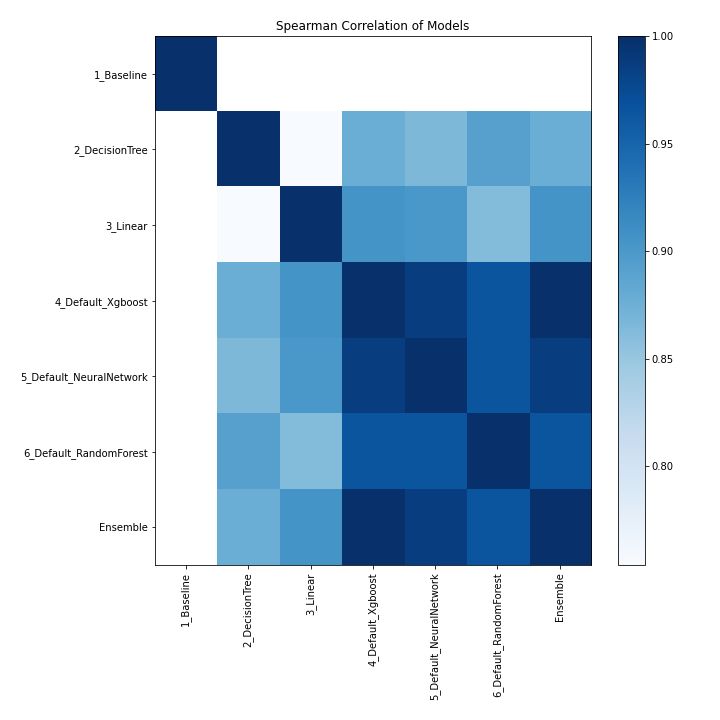 Spearman Correlation of Models
1_Baseline
2_DecisionTree
3_Linear
4_Default_Xgboost
5_Default_NeuralNetwork
6_Default_RandomForest
Ensemble
1_Baseline
2_DecisionTree
3_Linear
4_Default_Xgboost
5_Default_NeuralNetwork
6_Default_RandomForest
Ensemble
1.00
0.95
0.90
0.85
0.80